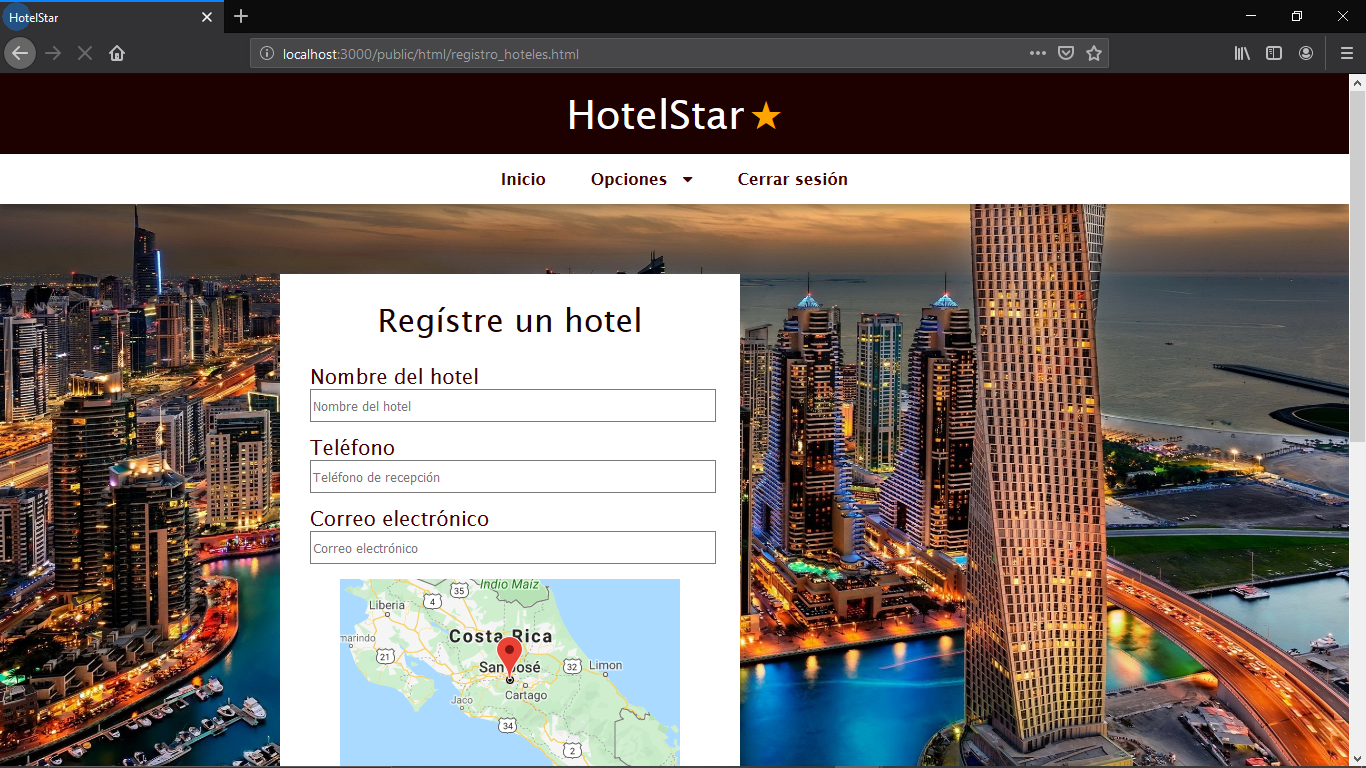 HotelStar
localhost:3000/public/html/registro_hoteles.html
HotelStar
Inicio Opciones Cerrar sesión
Regístre un hotel
Nombre del hotel
Nombre del hotel
Teléfono
Teléfono de recepción
Correo electrónico
Correo electrónico
Indio Maiz
35
Liberia
4
Costa Rica
marindo
21
San José
32
Limon
Cartago
Jaco
34
2